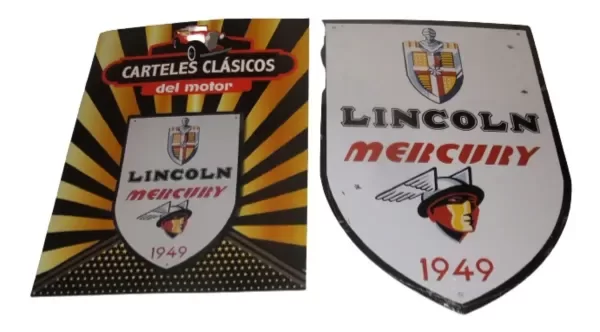 CARTELES CLÁSICOS
del motor
LINCOLN
MERCURY
1949
LINCOLN
MERCURY
1949